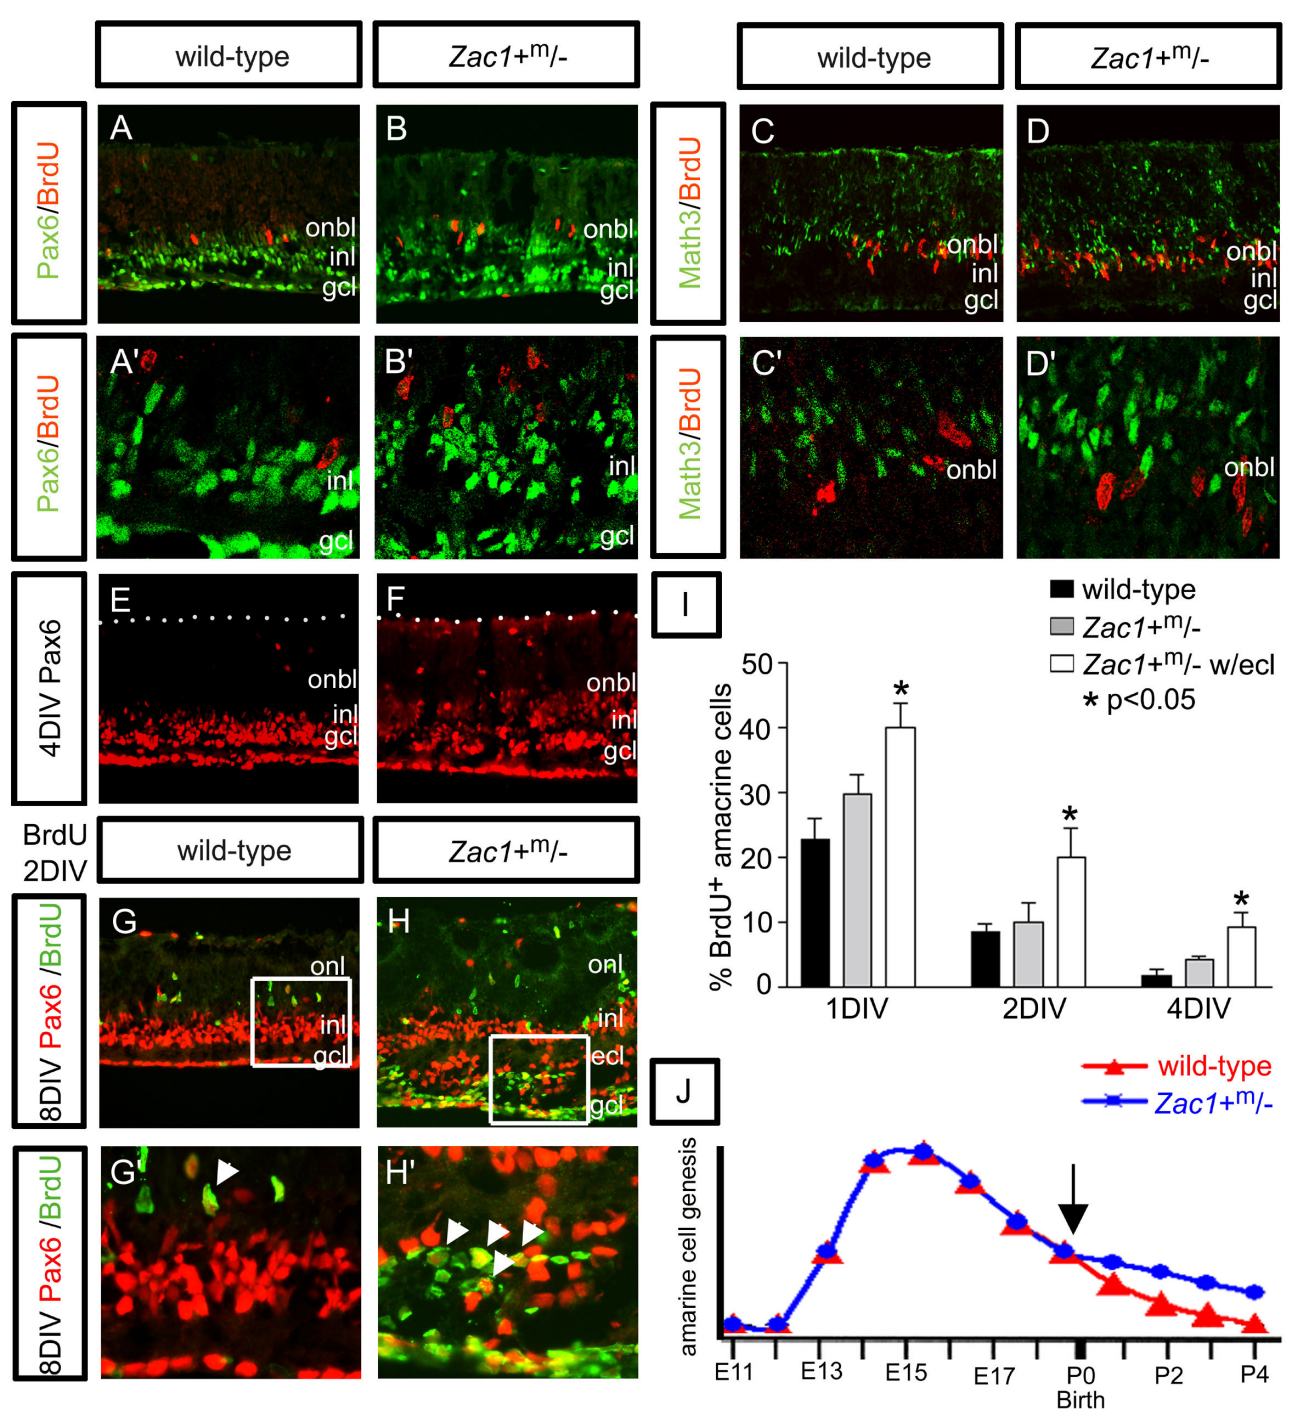 wild-type
Zac1+m/-
wild-type
Zac1+m/-
Pax6/BrdU
A
onbl
inl
gcl
B
onbl
inl
gcl
Math3/BrdU
C
onbl
inl
gcl
D
onbl
inl
gcl
Pax6/BrdU
A'
inl
gcl
B'
inl
gcl
Math3/BrdU
C'
onbl
D'
onbl
4DIV Pax6
E
onbl
inl
gcl
F
onbl
inl
gcl
BrdU
2DIV
wild-type
Zac1+m/-
8DIV Pax6 /BrdU
G
onl
inl
gcl
H
onl
inl
ecl
gcl
8DIV Pax6 /BrdU
G'
H'
I
wild-type
Zac1+m/-
Zac1+m/- w/ecl
* p<0.05
% BrdU+ amacrine cells
50
40
30
20
10
0
*
*
*
1DIV
2DIV
4DIV
J
wild-type
Zac1+m/-
amarine cell genesis
E11
E13
E15
E17
P0
P2
P4
Birth